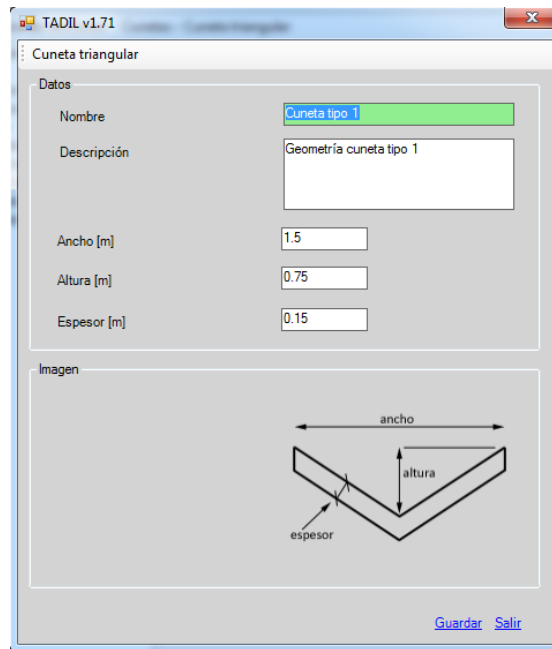 TADIL v1.71
Cuneta triangular
Datos
Nombre
Cuneta tipo 1
Descripción
Geometría cuneta tipo 1
Ancho [m]
1.5
Altura [m]
0.75
Espesor [m]
0.15
Imagen
ancho
altura
espesor
Guardar Salir